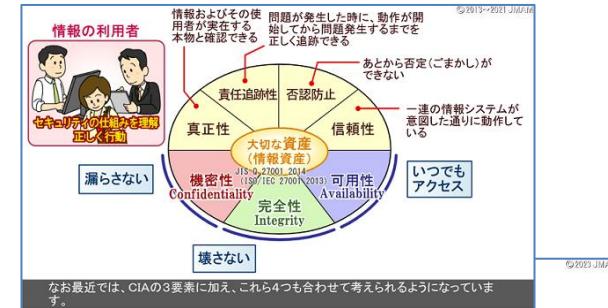 ©2013~2021 JMAM
情報の利用者
セキュリティの仕組みを理解
正しく行動
情報およびその使
用者が実在する
本物と確認できる
問題が発生した時に、動作が開
始してから問題発生するまでを
正しく追跡できる
あとから否定(ごまかし)が
できない
一連の情報システムが
意図した通りに動作して
いる
責任追跡性
否認防止
真正性
信頼性
大切な資産
(情報資産)
JIS Q 27001 2014
(ISO/IEC 27001 2013)
機密性
Confidentiality
可用性
Availability
完全性
Integrity
漏らさない
いつでも
アクセス
壊さない
なお最近では、CIAの3要素に加え、これら4つも合わせて考えられるようになっていま
す。
©2023 JMA